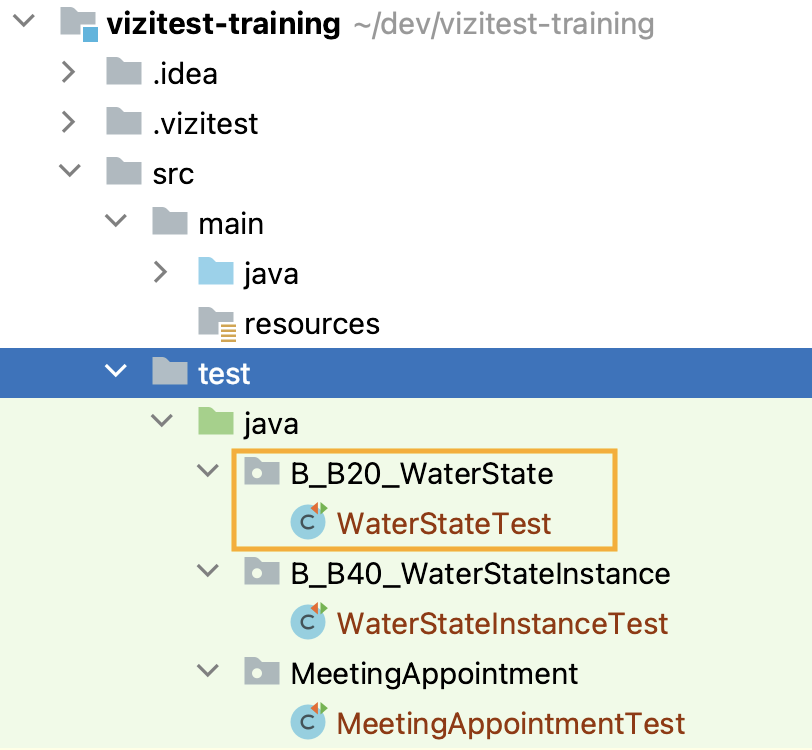 vizitest-training ~/dev/vizitest-training
.idea
.vizitest
src
main
java
resources
test
java
B_B20_WaterState
C WaterStateTest
B_B40_WaterStateInstance
C WaterStateInstanceTest
MeetingAppointment
C MeetingAppointmentTest